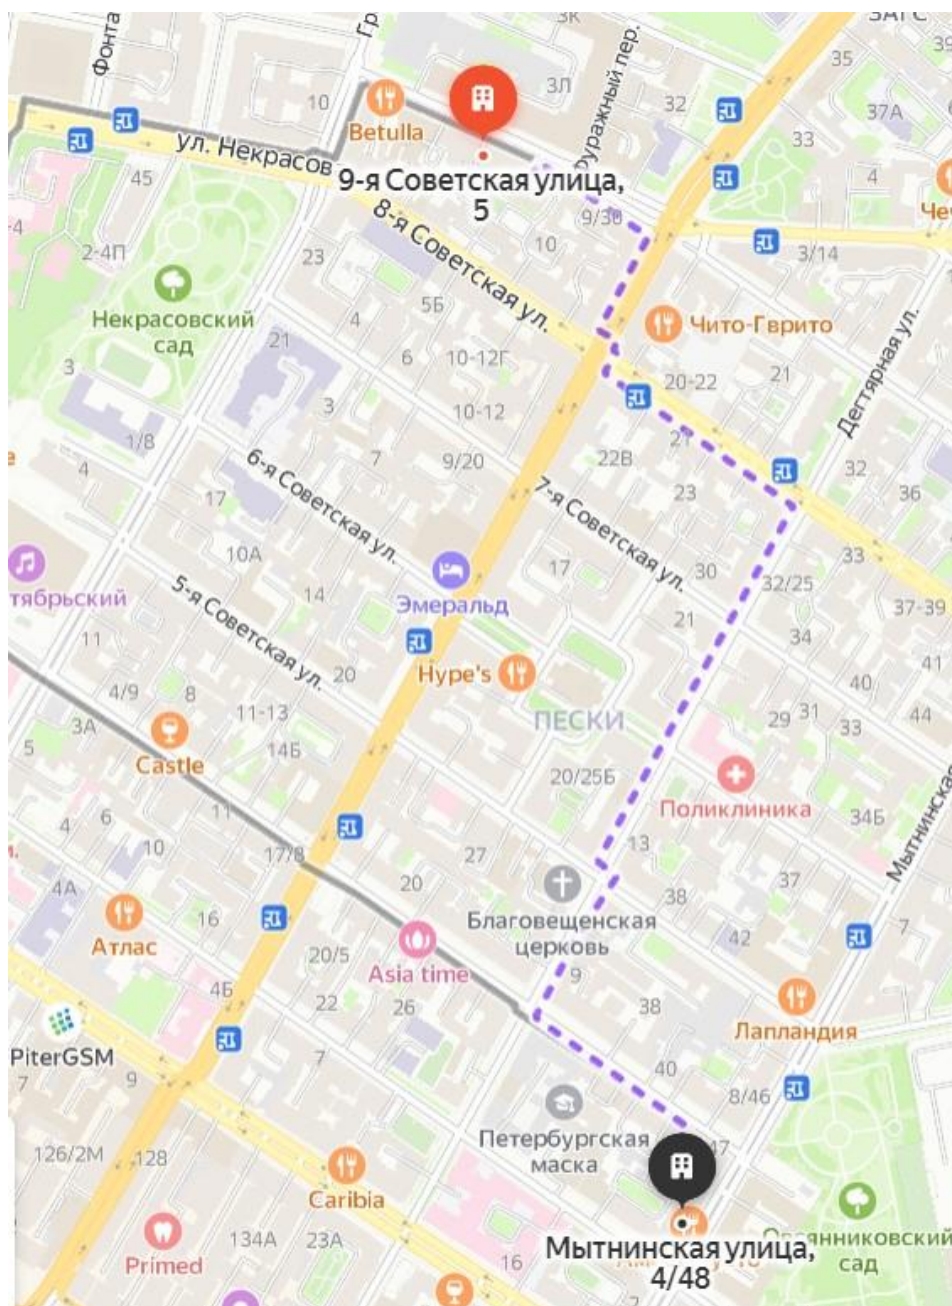 ЗАГС
Фонта
Гр
3К
35
39
10
Betulla
3Л
Фуражный пер.
32
37А
33
ул. Некрасов
45
9-я Советская улица,
5
4
Че
9/30
2-4П
23
8-я Советская ул.
10
3/14
Некрасовский
сад
5Б
4
Чито-Гврито
21
6
10-12Г
Дегтярная ул.
3
20-22
21
3
10-12
1/8
21
7
9/20
22В
4
6-я Советская ул.
32
17
7-я Советская ул.
23
36
10А
17
30
33
тябрьский
5-я Советская ул.
14
Эмеральд
32/25
37-39
11
21
34
41
20
Hype's
4/9
8
40
11-13
ПЕСКИ
3А
29
31
33
44
5
14Б
Castle
20/25Б
Поликлиника
4
6
11
34Б
Мытнинская
10
17/8
27
13
4А
20
38
37
16
Благовещенская
церковь
7
Атлас
42
20/5
Asia time
9
4Б
22
26
38
Лапландия
PiterGSM
7
40
7
9
8/46
Петербургская
маска
47
126/2М
128
Caribia
134А
23А
Primed
16
Овсянниковский
сад
Мытнинская улица,
4/48